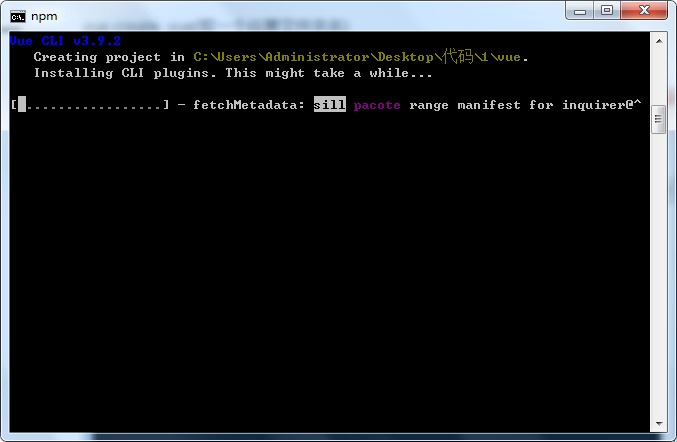 npm
Vue CLI v3.9.2
Creating project in C:\Users\Administrator\Desktop\代码\1\vue.
Installing CLI plugins. This might take a while...
[ ................] - fetchMetadata: sill pacote range manifest for inquirer@^